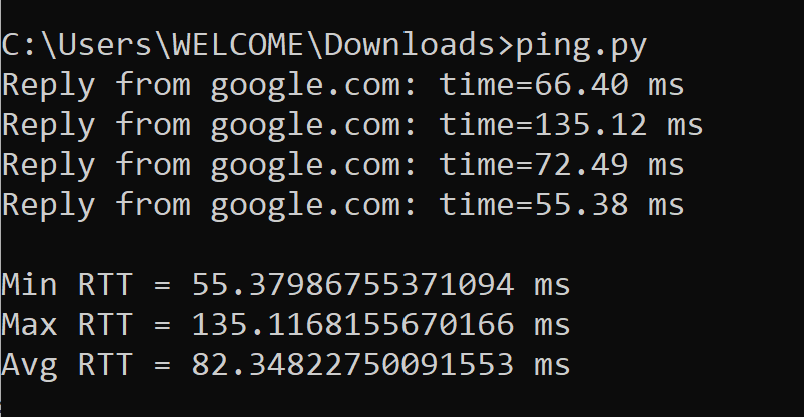 C:\Users\WELCOME\Downloads>ping.py
Reply from google.com: time=66.40 ms
Reply from google.com: time=135.12 ms
Reply from google.com: time=72.49 ms
Reply from google.com: time=55.38 ms
Min RTT = 55.37986755371094 ms
Max RTT = 135.1168155670166 ms
Avg RTT = 82.34822750091553 ms